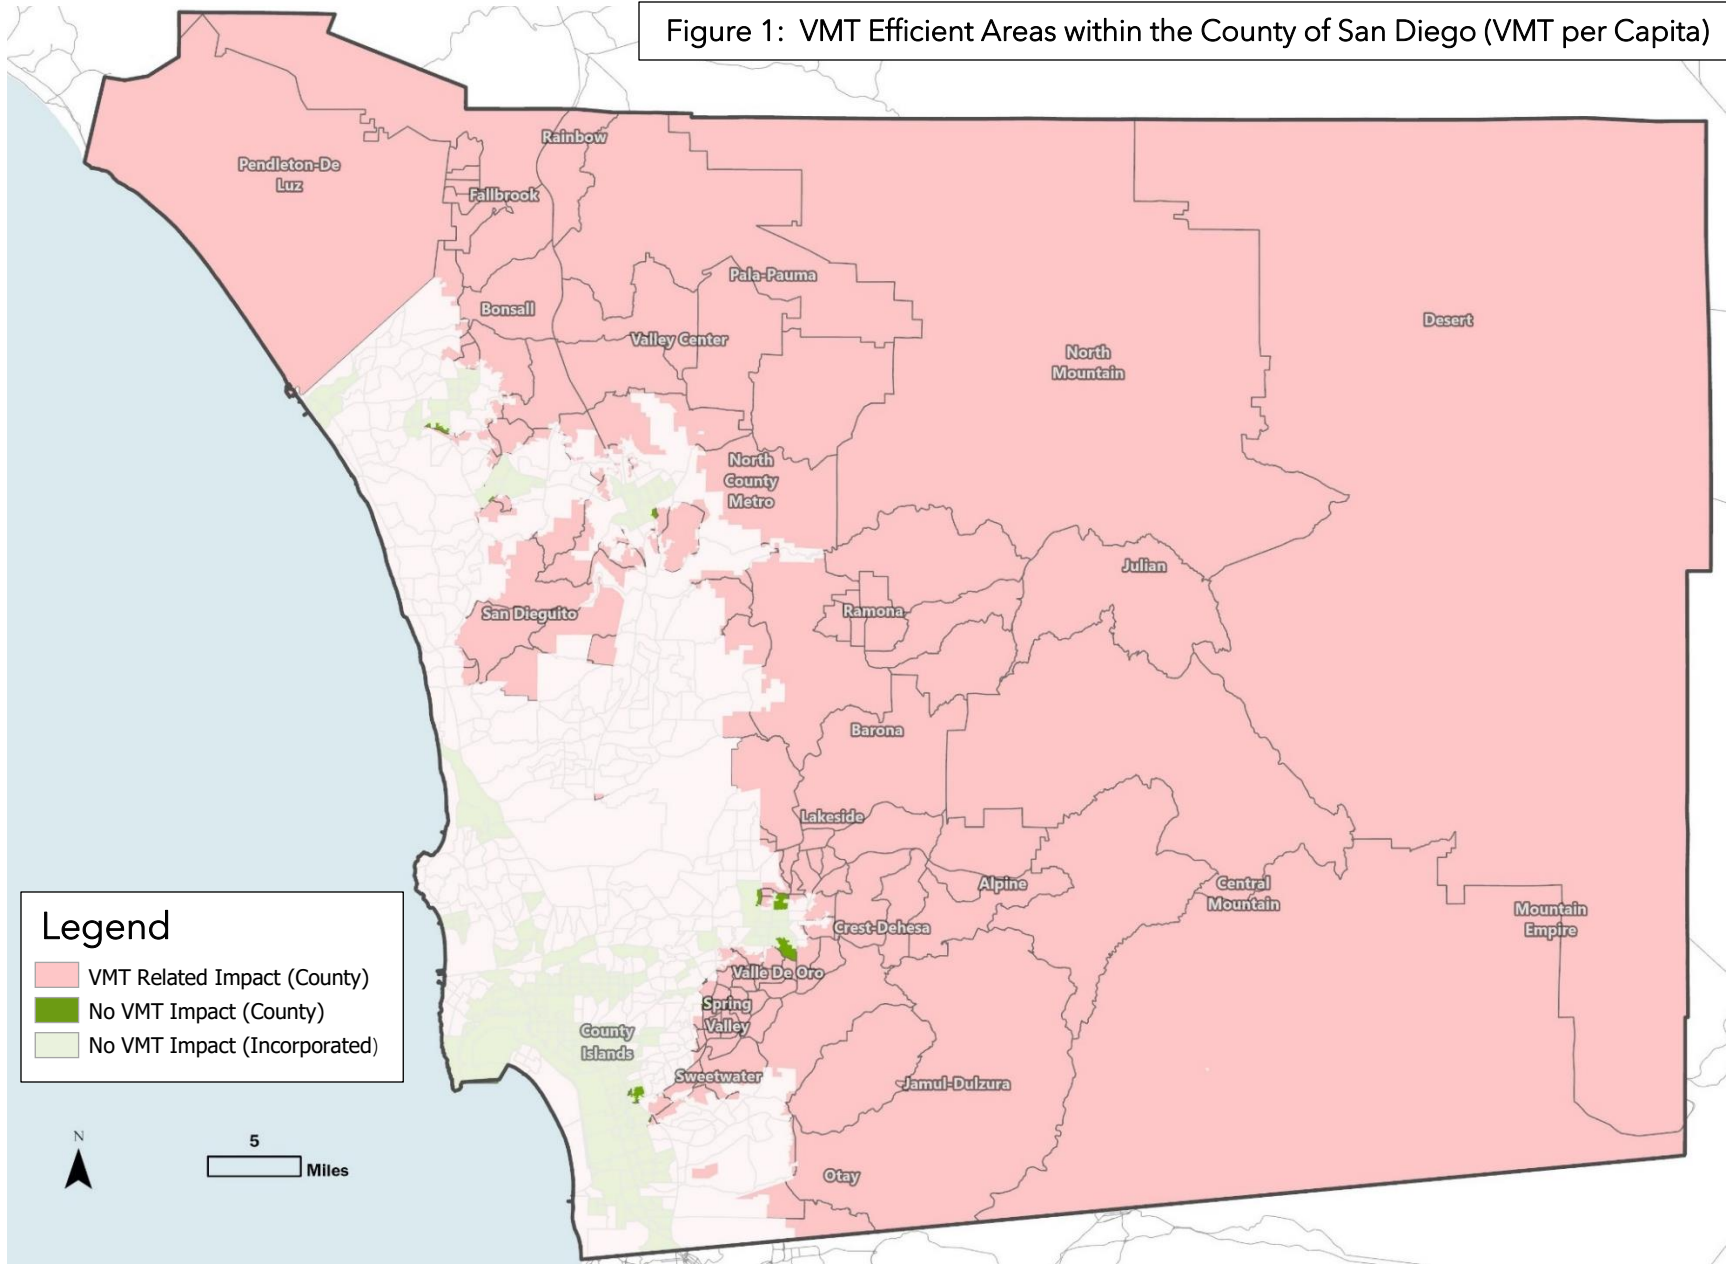 Figure 1: VMT Efficient Areas within the County of San Diego (VMT per Capita)
Rainbow
Pendleton-De
Luz
Fallbrook
Pala-Pauma
Bonsall
Desert
Valley Center
North
Mountain
North
County
Metro
Julian
San Dieguito
Ramona
Barona
Lakeside
Alpine
Central
Mountain
Mountain
Empire
Crest-Dehesa
Valle De Oro
Spring
Valley
County
Islands
Sweetwater
Jamul-Dulzura
Otay
Legend
VMT Related Impact (County)
No VMT Impact (County)
No VMT Impact (Incorporated)
N
5
Miles